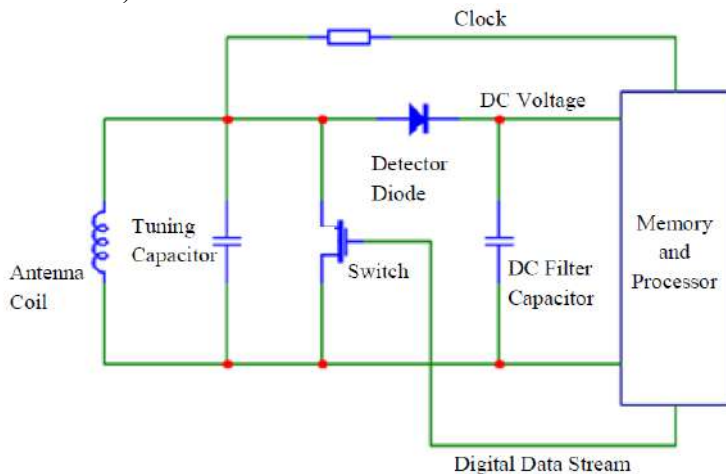 Clock
DC Voltage
Detector
Diode
Tuning
Capacitor
Antenna
Coil
Switch
DC Filter
Capacitor
Memory
and
Processor
Digital Data Stream